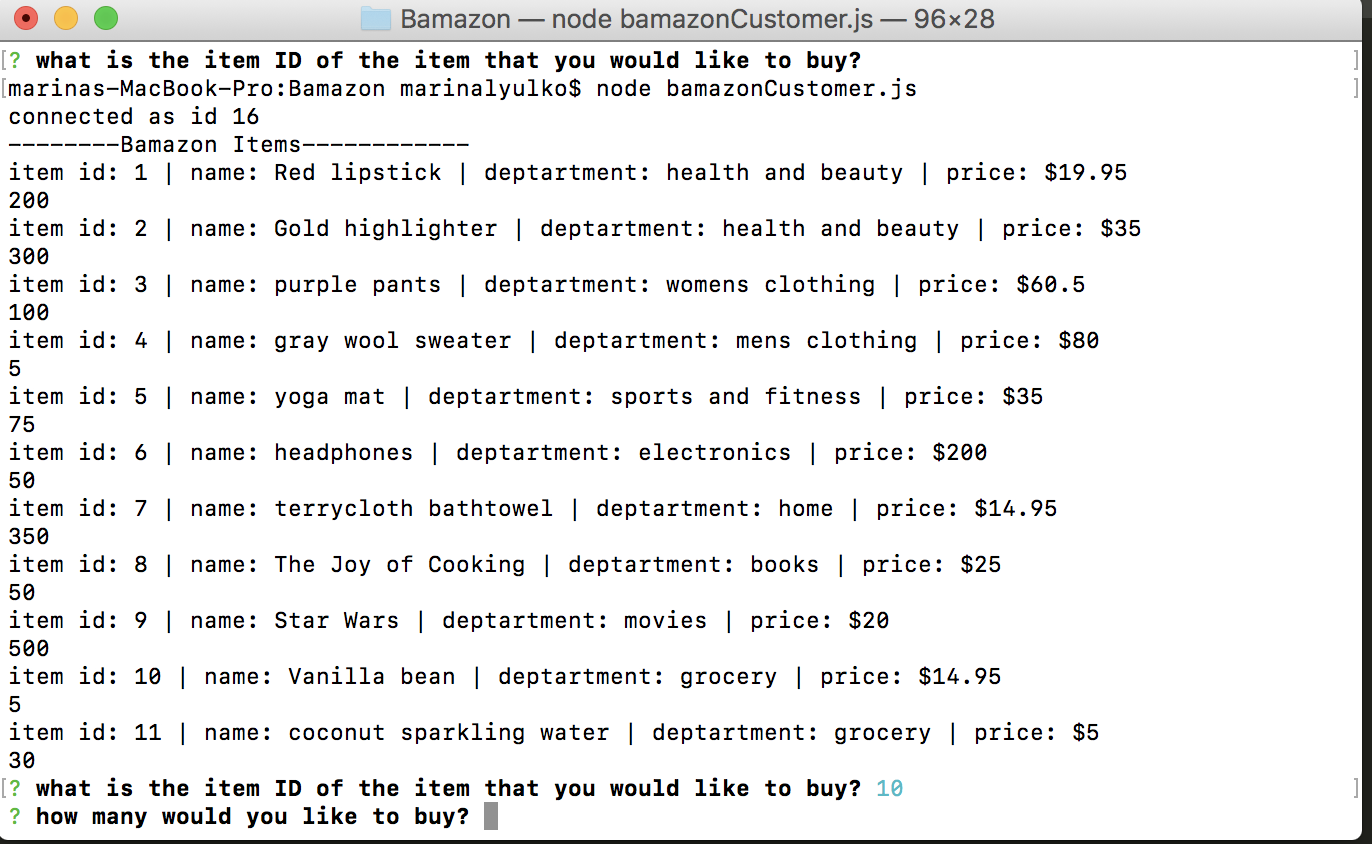 Bamazon — node bamazonCustomer.js — 96×28
[? what is the item ID of the item that you would like to buy? ]
[marinas-MacBook-Pro:Bamazon marinalyulko$ node bamazonCustomer.js ]
connected as id 16
--------Bamazon Items------------
item id: 1 | name: Red lipstick | deptartment: health and beauty | price: $19.95
200
item id: 2 | name: Gold highlighter | deptartment: health and beauty | price: $35
300
item id: 3 | name: purple pants | deptartment: womens clothing | price: $60.5
100
item id: 4 | name: gray wool sweater | deptartment: mens clothing | price: $80
5
item id: 5 | name: yoga mat | deptartment: sports and fitness | price: $35
75
item id: 6 | name: headphones | deptartment: electronics | price: $200
50
item id: 7 | name: terrycloth bathtowel | deptartment: home | price: $14.95
350
item id: 8 | name: The Joy of Cooking | deptartment: books | price: $25
50
item id: 9 | name: Star Wars | deptartment: movies | price: $20
500
item id: 10 | name: Vanilla bean | deptartment: grocery | price: $14.95
5
item id: 11 | name: coconut sparkling water | deptartment: grocery | price: $5
30
[? what is the item ID of the item that you would like to buy? 10 ]
? how many would you like to buy?